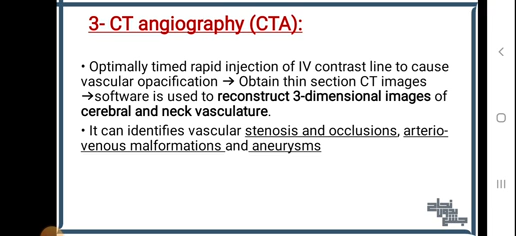 3- CT angiography (CTA):
• Optimally timed rapid injection of IV contrast line to cause
vascular opacification → Obtain thin section CT images
→software is used to reconstruct 3-dimensional images of
cerebral and neck vasculature.
• It can identifies vascular stenosis and occlusions, arterio-
venous malformations and aneurysms